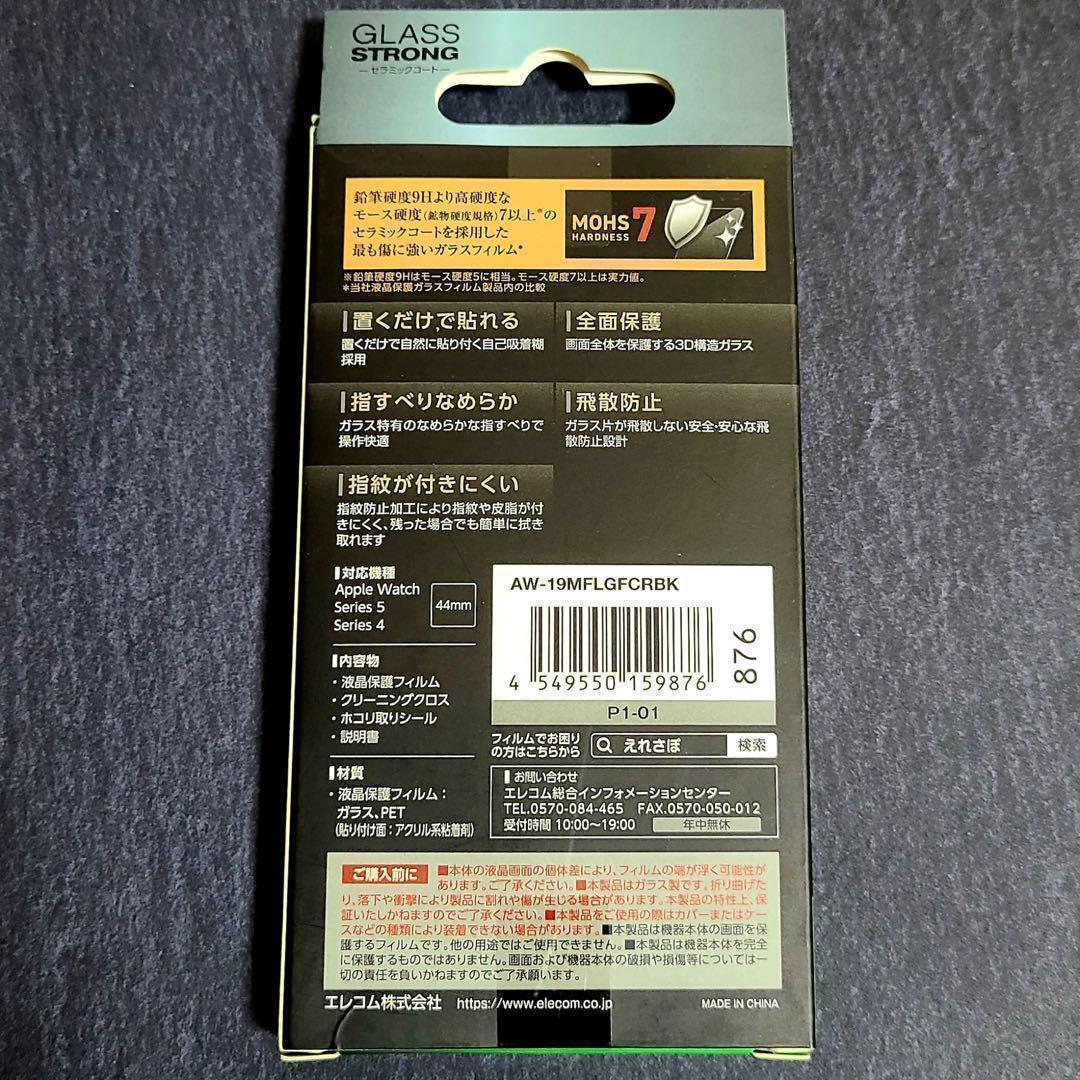 GLASS
STRONG
―セラミックコート―
鉛筆硬度9Hより高硬度な
モース硬度(鉱物硬度規格)7以上※の
セラミックコートを採用した
最も傷に強いガラスフィルム*
MOHS 7
HARDNESS
※鉛筆硬度9Hはモース硬度5に相当。モース硬度7以上は実力値。
*当社液晶保護ガラスフィルム製品内の比較
置くだけで貼れる
置くだけで自然に貼り付く自己吸着糊
採用
全面保護
画面全体を保護する3D構造ガラス
指すべりなめらか
ガラス特有のなめらかな指すべりで
操作快適
飛散防止
ガラス片が飛散しない安全・安心な飛
散防止設計
指紋が付きにくい
指紋防止加工により指紋や皮脂が付
きにくく、残った場合でも簡単に拭き
取れます
対応機種
Apple Watch
Series 5
Series 4
44mm
内容物
・液晶保護フィルム
・クリーニングクロス
・ホコリ取りシール
・説明書
材質
・液晶保護フィルム：
ガラス、PET
(貼り付け面：アクリル系粘着剤)
AW-19MFLGFCRBK
4 549550 159876
876
P1-01
フィルムでお困り
の方はこちらから
えれさぽ 検索
お問い合わせ
エレコム総合インフォメーションセンター
TEL.0570-084-465 FAX.0570-050-012
受付時間 10:00～19:00 年中無休
ご購入前に
■本体の液晶画面の個体差により、フィルムの端が浮く可能性が
あります。ご了承ください。■本製品はガラス製です。折り曲げた
り、落下や衝撃により製品に割れや傷が生じる場合があります。本製品の特性上、保
証いたしかねますのでご了承ください。■本製品をご使用の際はカバーまたはケー
スなどの種類により装着できない場合があります。■本製品は機器本体の画面を保
護するフィルムです。他の用途ではご使用できません。■本製品は機器本体を完全
に保護するものではありません。画面および機器本体の破損や損傷等については一
切の責任を負いかねますのでご了承願います。
エレコム株式会社 https://www.elecom.co.jp
MADE IN CHINA